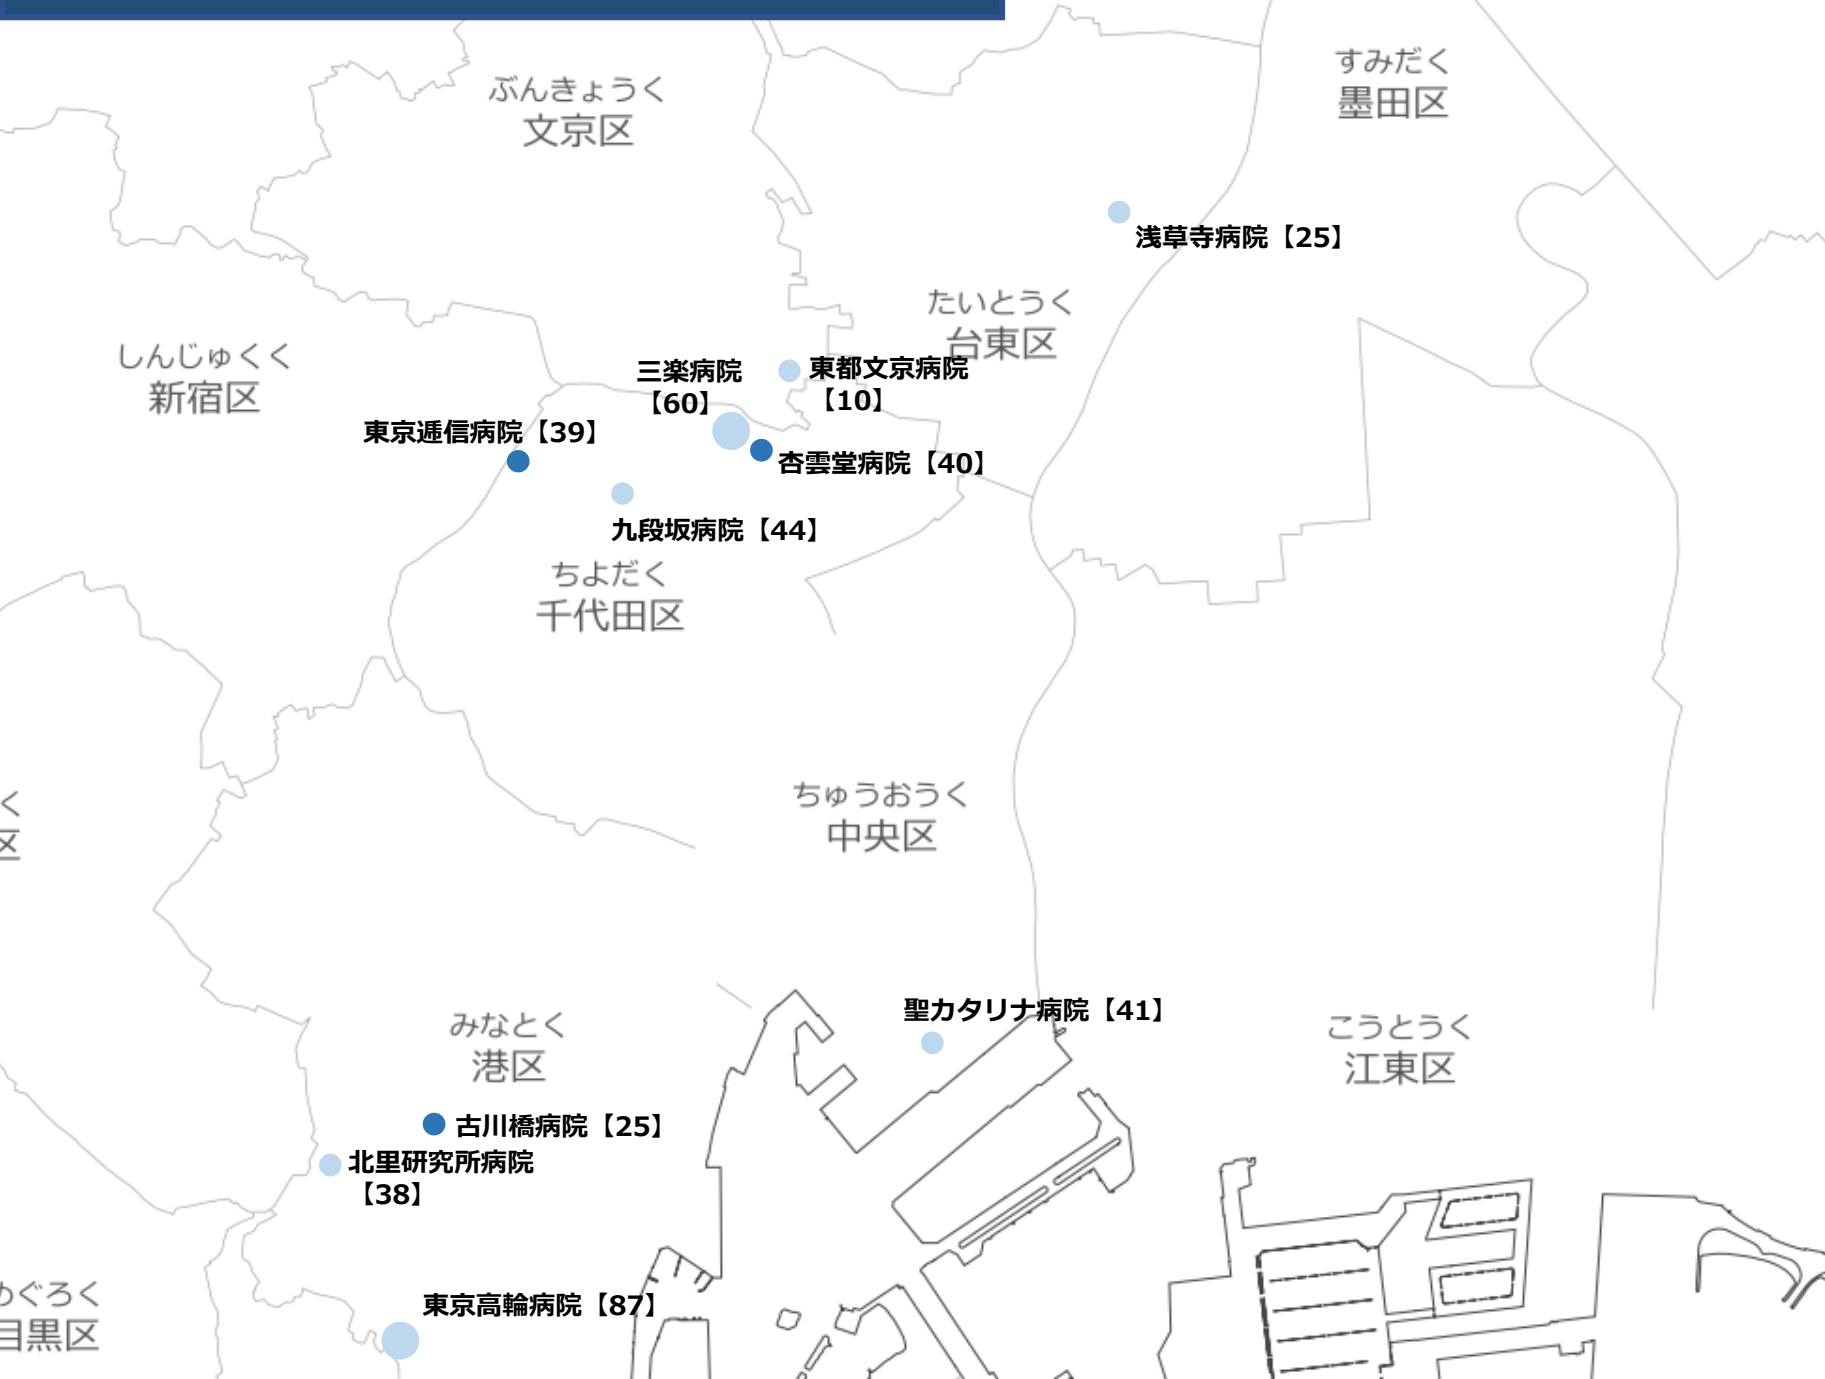 すみだく
墨田区
ぶんきょうく
文京区
浅草寺病院【25】
たいとうく
台東区
しんじゅくく
新宿区
三楽病院
【60】
東都文京病院
【10】
東京逓信病院【39】
杏雲堂病院【40】
九段坂病院【44】
ちよだく
千代田区
ちゅうおうく
中央区
く
区
聖カタリナ病院【41】
みなとく
港区
こうとうく
江東区
古川橋病院【25】
北里研究所病院
【38】
めぐろく
目黒区
東京高輪病院【87】